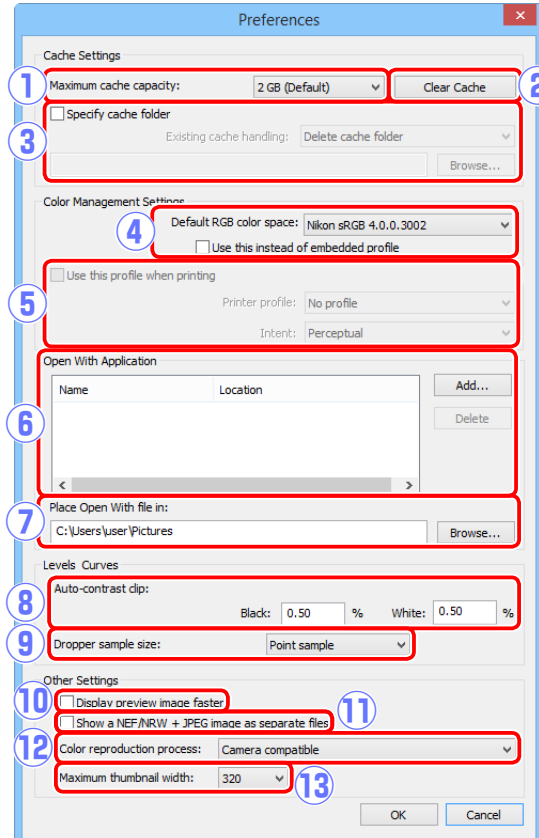 Preferences
Cache Settings
1 Maximum cache capacity: 2 GB (Default) Clear Cache 2
Specify cache folder
3 Existing cache handling: Delete cache folder
Browse...
Color Management Settings
4 Default RGB color space: Nikon sRGB 4.0.0.3002
Use this instead of embedded profile
Use this profile when printing
5 Printer profile: No profile
Intent: Perceptual
Open With Application
Name Location Add...
6 Delete
Place Open With file in:
7 C:\Users\user\Pictures Browse...
Levels Curves
Auto-contrast clip:
8 Black: 0.50 % White: 0.50 %
9 Dropper sample size: Point sample
Other Settings
10 Display preview image faster
Show a NEF/NRW + JPEG image as separate files 11
12 Color reproduction process: Camera compatible
Maximum thumbnail width: 320 13
OK Cancel